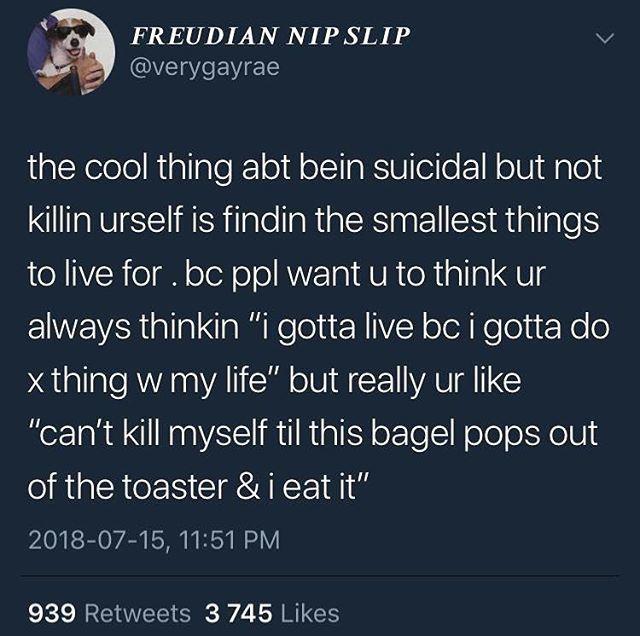 FREUDIAN NIP SLIP
@verygayrae
the cool thing abt bein suicidal but not
killin urself is findin the smallest things
to live for . bc ppl want u to think ur
always thinkin "i gotta live bc i gotta do
x thing w my life" but really ur like
"can't kill myself til this bagel pops out
of the toaster & i eat it"
2018-07-15, 11:51 PM
939 Retweets 3 745 Likes